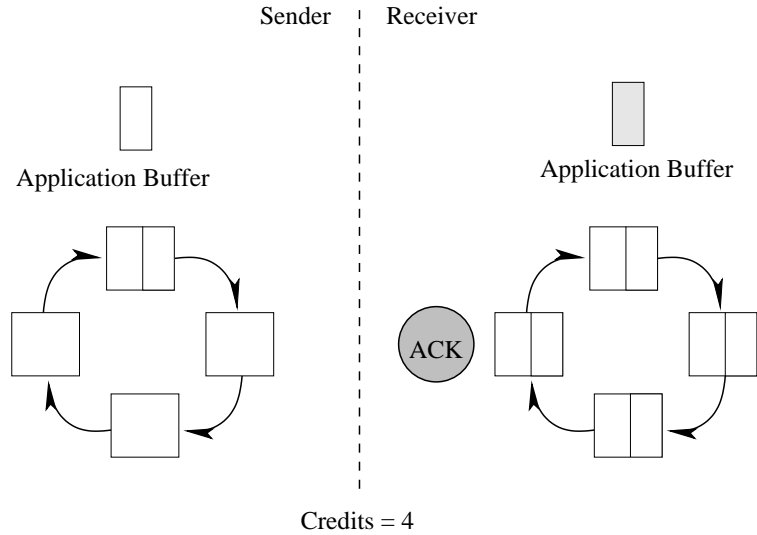 Sender
Receiver
Application Buffer
Application Buffer
ACK
Credits = 4